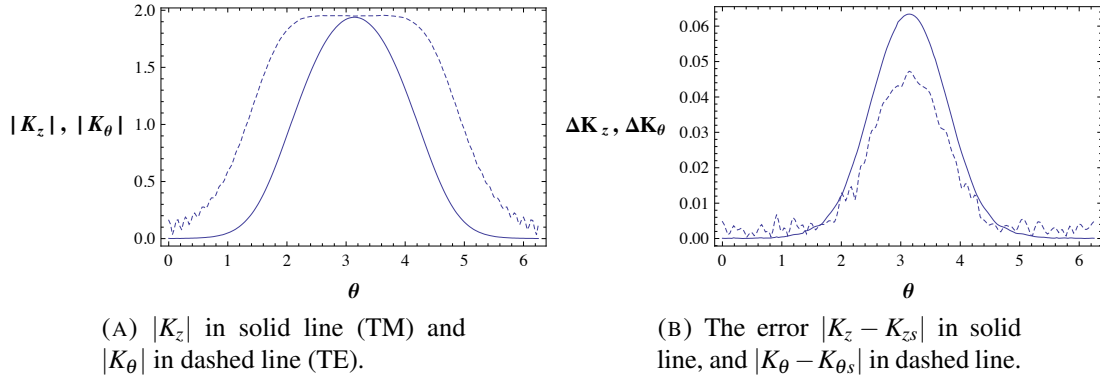 2.0
1.5
1.0
0.5
0.0
|K_z|, |K_θ|
0 1 2 3 4 5 6
θ
0.06
0.05
0.04
0.03
0.02
0.01
0.00
ΔK_z, ΔK_θ
0 1 2 3 4 5 6
θ
(A) |K_z| in solid line (TM) and
|K_θ| in dashed line (TE).
(B) The error |K_z − K_zs| in solid
line, and |K_θ − K_θs| in dashed line.